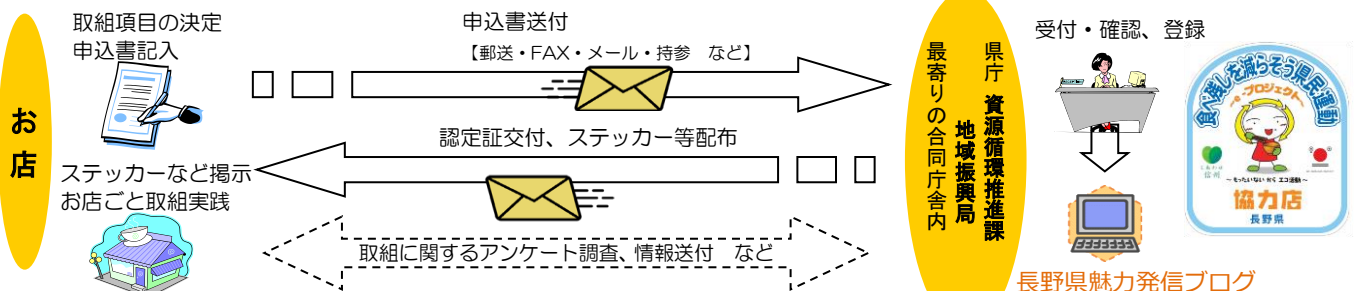 お店
取組項目の決定
申込書記入
申込書送付
【郵送・FAX・メール・持参　など】
認定証交付、ステッカー等配布
ステッカーなど掲示
お店ごと取組実践
取組に関するアンケート調査、情報送付　など
県庁 資源循環推進課
地域振興局
最寄りの合同庁舎内
受付・確認、登録
長野県魅力発信ブログ
食べ残しを減らそう県民運動
～e-プロジェクト～
しあわせ信州
～もったいないから エコ運動～
協力店
長野県